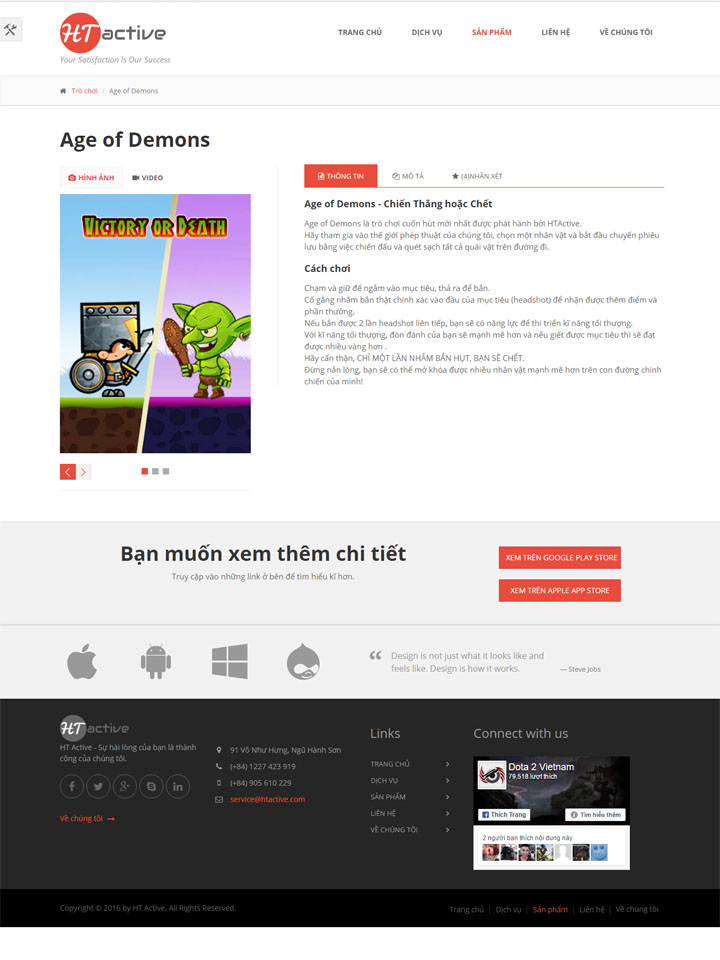 HTactive
Your Satisfaction Is Our Success
TRANG CHỦ
DỊCH VỤ
SẢN PHẨM
LIÊN HỆ
VỀ CHÚNG TÔI
Trò chơi / Age of Demons
Age of Demons
HÌNH ẢNH
VIDEO
VICTORY OR DEATH
THÔNG TIN
MÔ TẢ
(4)NHẬN XÉT
Age of Demons - Chiến Thắng hoặc Chết
Age of Demons là trò chơi cuốn hút mới nhất được phát hành bởi HTActive.
Hãy tham gia vào thế giới phép thuật của chúng tôi, chọn một nhân vật và bắt đầu chuyến phiêu
lưu bằng việc chiến đấu và quét sạch tất cả quái vật trên đường đi.
Cách chơi
Chạm và giữ để ngắm vào mục tiêu, thả ra để bắn.
Cố gắng nhắm bắn thật chính xác vào đầu của mục tiêu (headshot) để nhận được thêm điểm và
phần thưởng.
Nếu bắn được 2 lần headshot liên tiếp, bạn sẽ có năng lực để thi triển kĩ năng tối thượng.
Với kĩ năng tối thượng, đòn đánh của bạn sẽ mạnh mẽ hơn và nếu giết được mục tiêu thì sẽ đạt
được nhiều vàng hơn .
Hãy cẩn thận, CHỈ MỘT LẦN NHẮM BẮN HỤT, BẠN SẼ CHẾT.
Đừng nản lòng, bạn sẽ có thể mở khóa được nhiều nhân vật mạnh mẽ hơn trên con đường chinh
chiến của mình!
Bạn muốn xem thêm chi tiết
Truy cập vào những link ở bên để tìm hiểu kĩ hơn.
XEM TRÊN GOOGLE PLAY STORE
XEM TRÊN APPLE APP STORE
“ Design is not just what it looks like and
feels like. Design is how it works.
— Steve Jobs
HTactive
HT Active - Sự hài lòng của bạn là thành
công của chúng tôi.
Về chúng tôi
91 Võ Như Hưng, Ngũ Hành Sơn
(+84) 1227 423 919
(+84) 905 610 229
service@htactive.com
Links
TRANG CHỦ
DỊCH VỤ
SẢN PHẨM
LIÊN HỆ
VỀ CHÚNG TÔI
Connect with us
Dota 2 Vietnam
79.518 lượt thích
Thích Trang
Tìm hiểu thêm
2 người bạn thích nội dung này
Copyright © 2016 by HT Active. All Rights Reserved.
Trang chủ | Dịch vụ | Sản phẩm | Liên hệ | Về chúng tôi